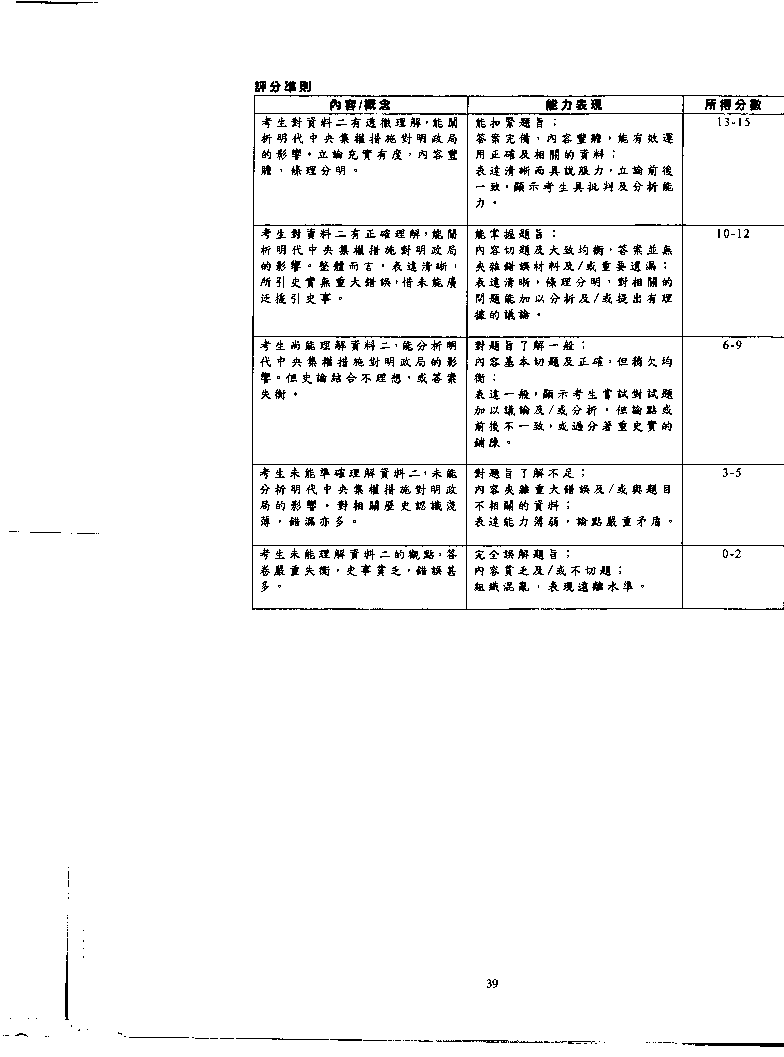 評分準則
內容/概念
能力表現
所得分數
考生對資料二有透徹理解,能闡
析明代中央集權措施對明政局
的影響。立論充實有度,內容豐
贍,條理分明。
能扣緊題旨;
答案完備,內容豐贍,能有效運
用正確及相關的資料;
表達清晰而具說服力,立論前後
一致,顯示考生具批判及分析能
力。
13-15
考生對資料二有正確理解,能闡
析明代中央集權措施對明政局
的影響。整體而言,表達清晰,
所引史實無重大錯誤,惜未能廣
泛援引史事。
能掌握題旨;
內容切題及大致均衡,答案並無
夾雜錯誤材料及/或重要遺漏;
表達清晰,條理分明,對相關的
問題能加以分析及/或提出有理
據的議論。
10-12
考生尚能理解資料二,能分析明
代中央集權措施對明政局的影
響。但史論結合不理想,或答案
失衡。
對題旨了解一般;
內容基本切題及正確,但稍欠均
衡;
表達一般,顯示考生嘗試對試題
加以議論及/或分析,但論點或
前後不一致,或過分著重史實的
鋪陳。
6-9
考生未能準確理解資料二,未能
分析明代中央集權措施對明政
局的影響。對相關歷史認識淺
薄,錯漏亦多。
對題旨了解不足;
內容夾雜重大錯誤及/或與題目
不相關的資料;
表達能力薄弱,論點嚴重矛盾。
3-5
考生未能理解資料二的觀點,答
卷嚴重失衡,史事貧乏,錯誤甚
多。
完全誤解題旨;
內容貧乏及/或不切題;
組織混亂,表現遠離水準。
0-2
39